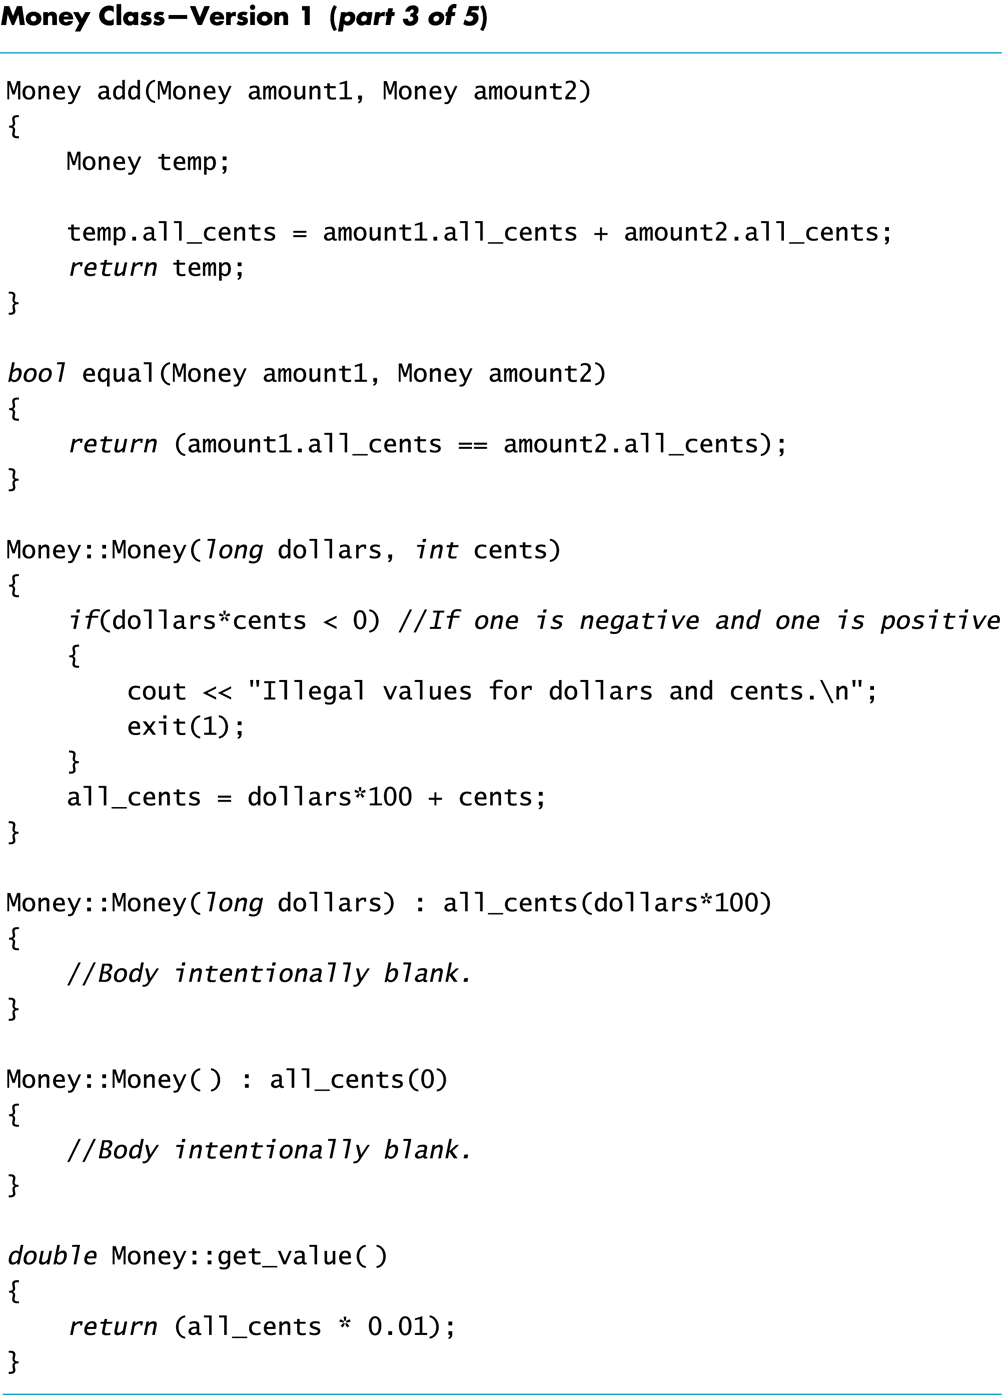 Money Class—Version 1 (part 3 of 5)
Money add(Money amount1, Money amount2)
{
    Money temp;

    temp.all_cents = amount1.all_cents + amount2.all_cents;
    return temp;
}

bool equal(Money amount1, Money amount2)
{
    return (amount1.all_cents == amount2.all_cents);
}

Money::Money(long dollars, int cents)
{
    if(dollars*cents < 0) //If one is negative and one is positive
    {
        cout << "Illegal values for dollars and cents.\n";
        exit(1);
    }
    all_cents = dollars*100 + cents;
}

Money::Money(long dollars) : all_cents(dollars*100)
{
    //Body intentionally blank.
}

Money::Money( ) : all_cents(0)
{
    //Body intentionally blank.
}

double Money::get_value( )
{
    return (all_cents * 0.01);
}